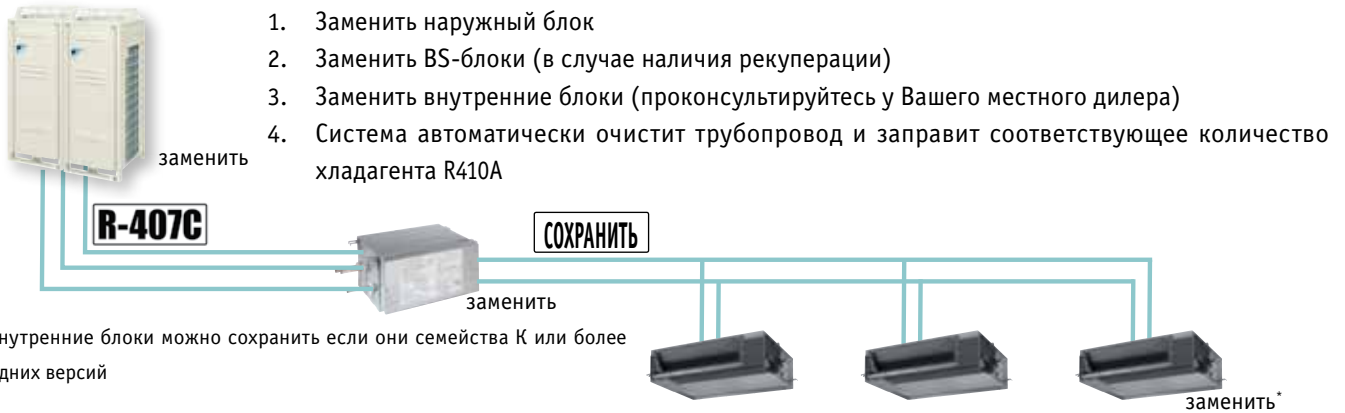 1. Заменить наружный блок
2. Заменить BS-блоки (в случае наличия рекуперации)
3. Заменить внутренние блоки (проконсультируйтесь у Вашего местного дилера)
4. Система автоматически очистит трубопровод и заправит соответствующее количество
хладагента R410A
заменить
R-407C
СОХРАНИТЬ
заменить
нутренние блоки можно сохранить если они семейства К или более
дних версий
заменить*